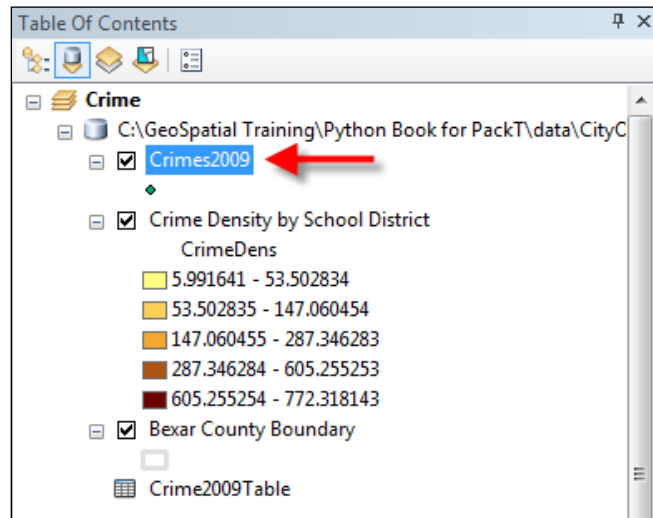 Table Of Contents
Crime
C:\GeoSpatial Training\Python Book for PackT\data\CityC
Crimes2009
Crime Density by School District
CrimeDens
5.991641 - 53.502834
53.502835 - 147.060454
147.060455 - 287.346283
287.346284 - 605.255253
605.255254 - 772.318143
Bexar County Boundary
Crime2009Table